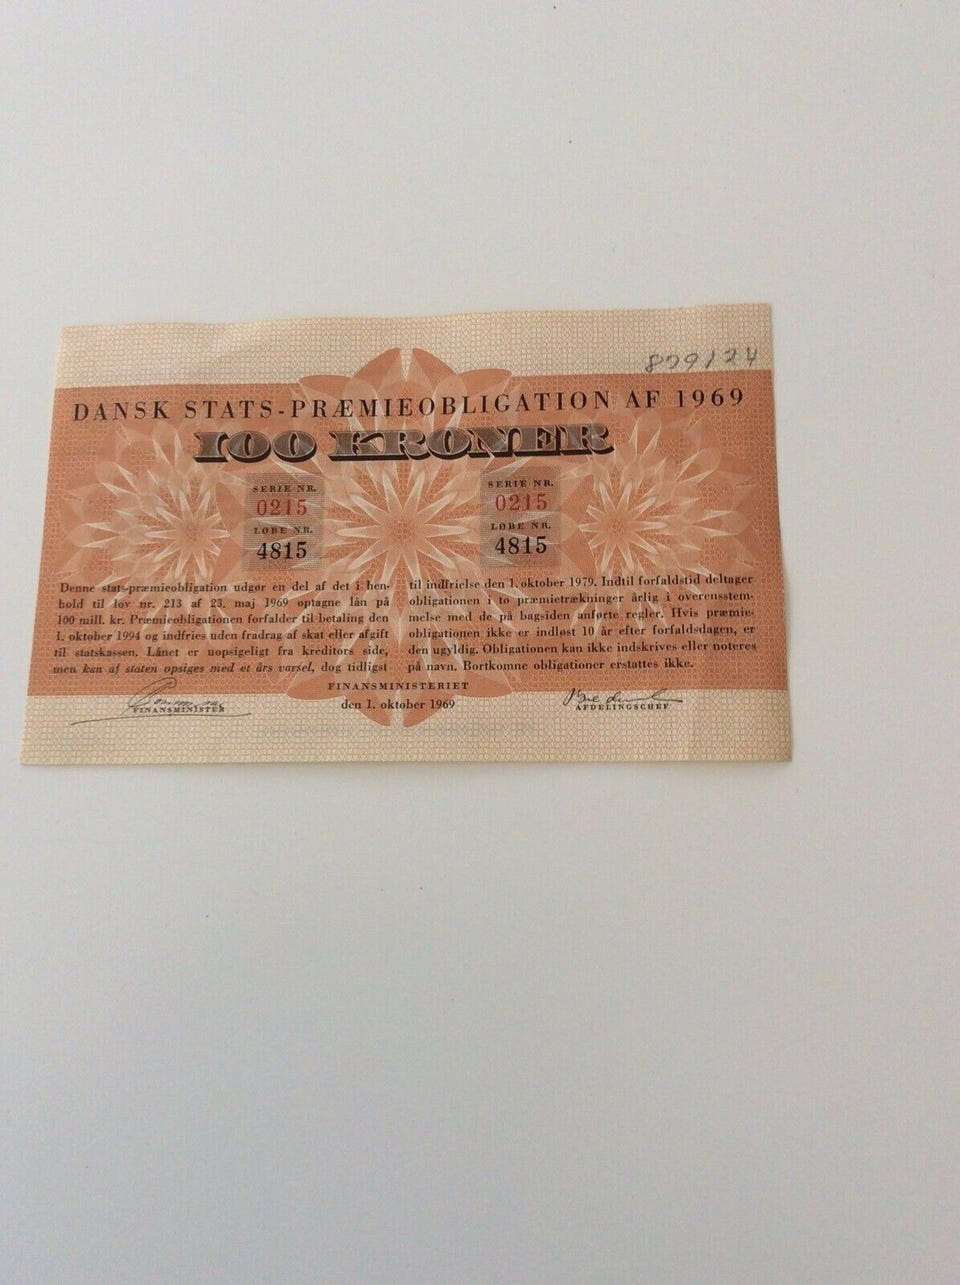 879124
DANSK STATS-PRÆMIEOBLIGATION AF 1969
100 KRONER
SERIE NR.
0215
LØBE NR.
4815
SERIE NR.
0215
LØBE NR.
4815
Denne stats-præmieobligation udgør en del af det i hen-
hold til lov nr. 213 af 23. maj 1969 optagne lån på
100 mill. kr. Præmieobligationen forfalder til betaling den
1. oktober 1994 og indfries uden fradrag af skat eller afgift
til statskassen. Lånet er uopsigeligt fra kreditors side,
men kan af staten opsiges med et års varsel, dog tidligst
til indfrielse den 1. oktober 1979. Indtil forfaldstid deltager
obligationen i to præmietrækninger årlig i overensstem-
melse med de på bagsiden anførte regler. Hvis præmie-
obligationen ikke er indløst 10 år efter forfaldsdagen, er
den ugyldig. Obligationen kan ikke indskrives eller noteres
på navn. Bortkomne obligationer erstattes ikke.
FINANSMINISTERIET
den 1. oktober 1969
FINANSMINISTER
AFDELINGSCHEF